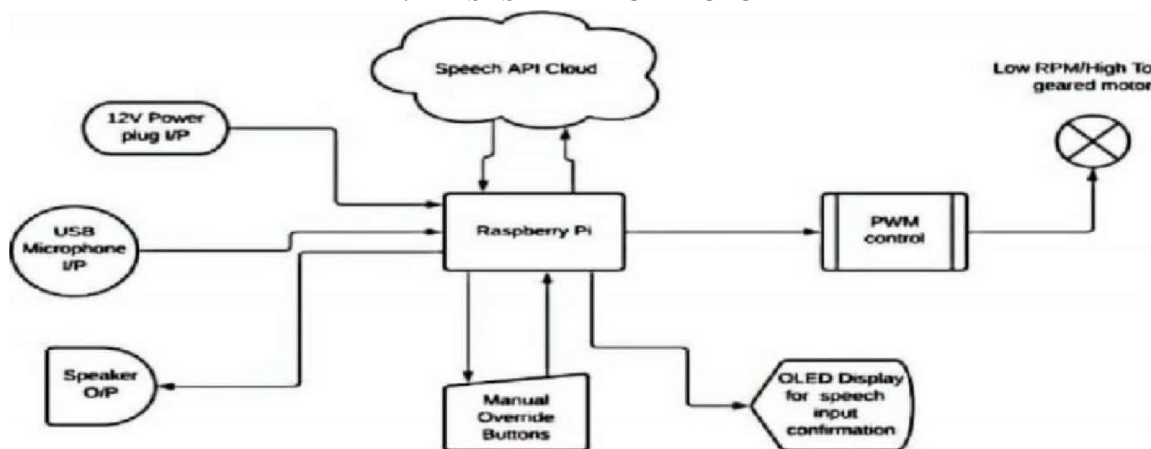 Speech API Cloud
Low RPM/High To
geared motor
12V Power
plug I/P
USB
Microphone
I/P
Raspberry Pi
PWM
control
Speaker
O/P
Manual
Override
Buttons
OLED Display
for speech
input
confirmation